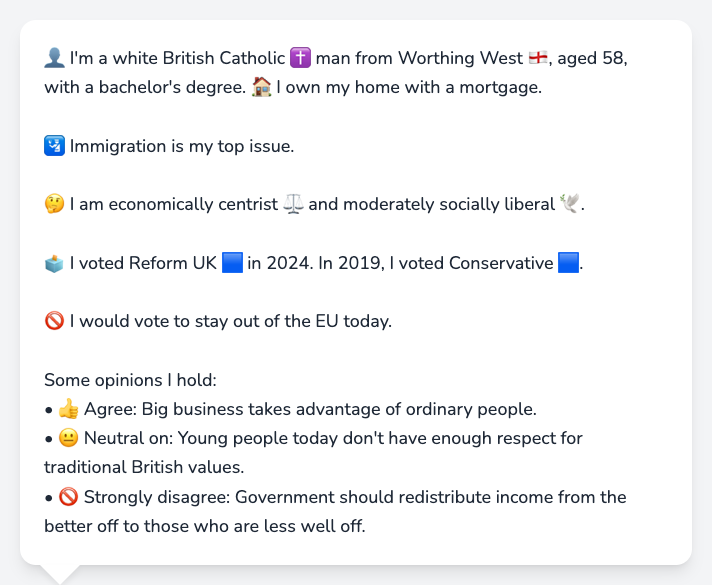 👤 I'm a white British Catholic ✝️ man from Worthing West 🏴󠁧󠁢󠁥󠁮󠁧󠁿, aged 58,
with a bachelor's degree. 🏠 I own my home with a mortgage.
🛂 Immigration is my top issue.
🤔 I am economically centrist ⚖️ and moderately socially liberal 🕊️.
🗳️ I voted Reform UK 🟦 in 2024. In 2019, I voted Conservative 🟦.
🚫 I would vote to stay out of the EU today.
Some opinions I hold:
• 👍 Agree: Big business takes advantage of ordinary people.
• 😐 Neutral on: Young people today don't have enough respect for
traditional British values.
• 🚫 Strongly disagree: Government should redistribute income from the
better off to those who are less well off.